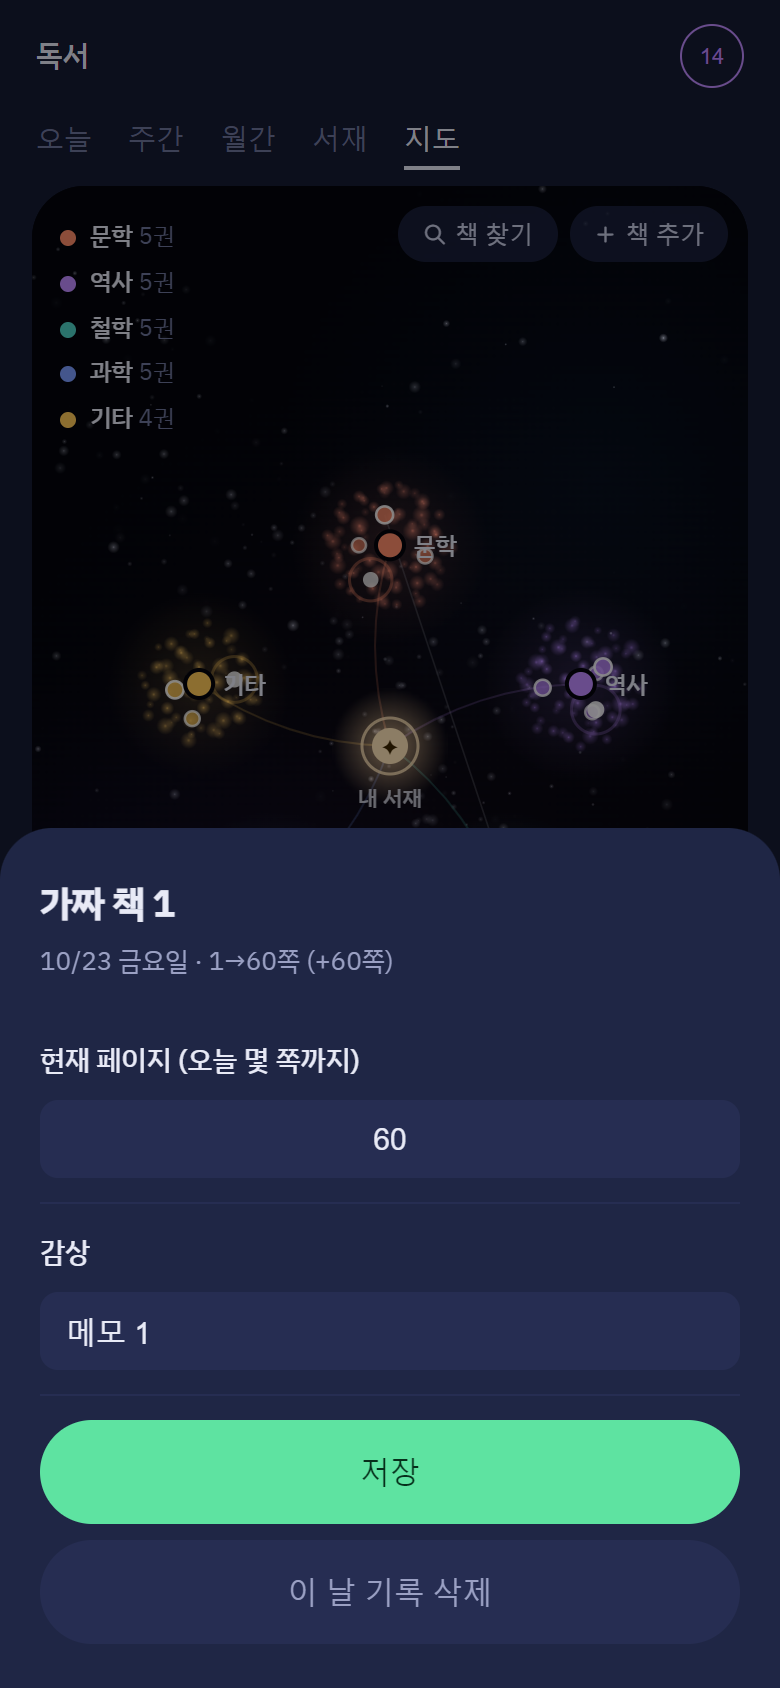 독서
14
오늘 주간 월간 서재 지도
문학 5권
역사 5권
철학 5권
과학 5권
기타 4권
책 찾기
책 추가
문학
기타
역사
내 서재
가짜 책 1
10/23 금요일 · 1→60쪽 (+60쪽)
현재 페이지 (오늘 몇 쪽까지)
60
감상
메모 1
저장
이 날 기록 삭제